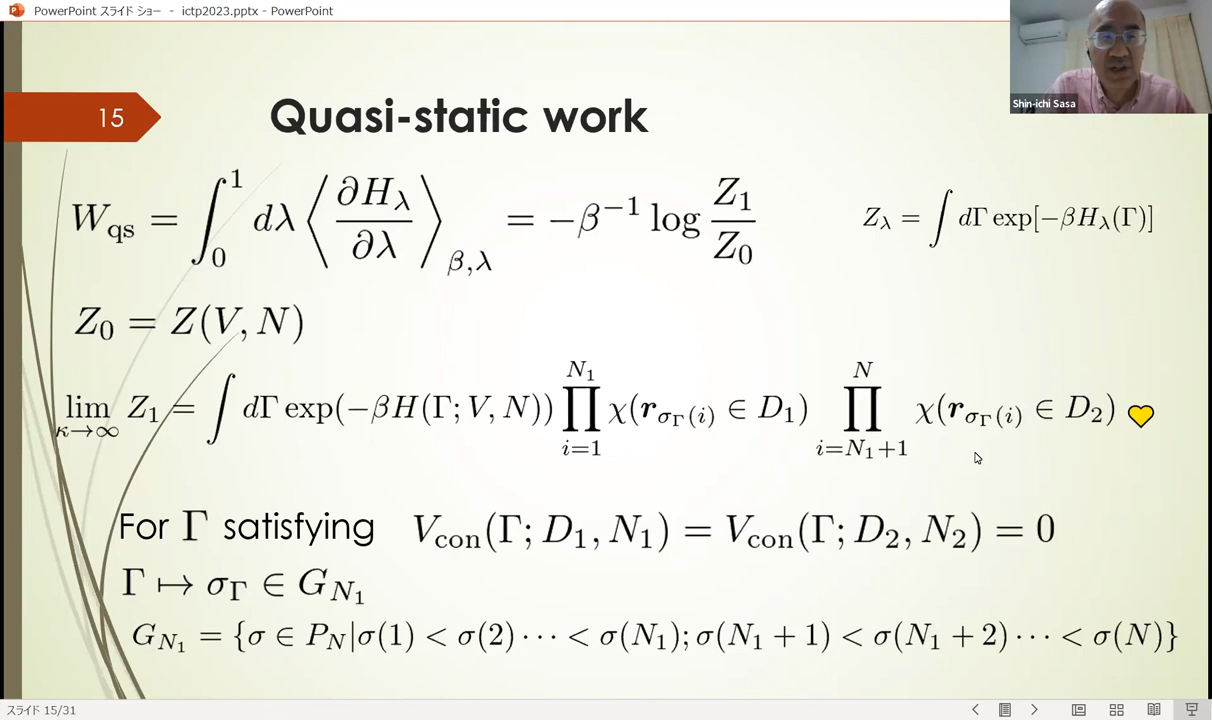 PowerPoint スライド ショー - ictp2023.pptx - PowerPoint
Shin-ichi Sasa
15
Quasi-static work
W_qs = ∫_0^1 dλ ⟨∂H_λ/∂λ⟩_{β,λ} = −β^{−1} log Z_1/Z_0
Z_λ = ∫ dΓ exp[−βH_λ(Γ)]
Z_0 = Z(V, N)
lim_{κ→∞} Z_1 = ∫ dΓ exp(−βH(Γ; V, N)) ∏_{i=1}^{N_1} χ(r_{σ_Γ(i)} ∈ D_1) ∏_{i=N_1+1}^{N} χ(r_{σ_Γ(i)} ∈ D_2)
For Γ satisfying V_con(Γ; D_1, N_1) = V_con(Γ; D_2, N_2) = 0
Γ ↦ σ_Γ ∈ G_{N_1}
G_{N_1} = {σ ∈ P_N|σ(1) < σ(2) ⋯ < σ(N_1); σ(N_1 + 1) < σ(N_1 + 2) ⋯ < σ(N)}
スライド 15/31